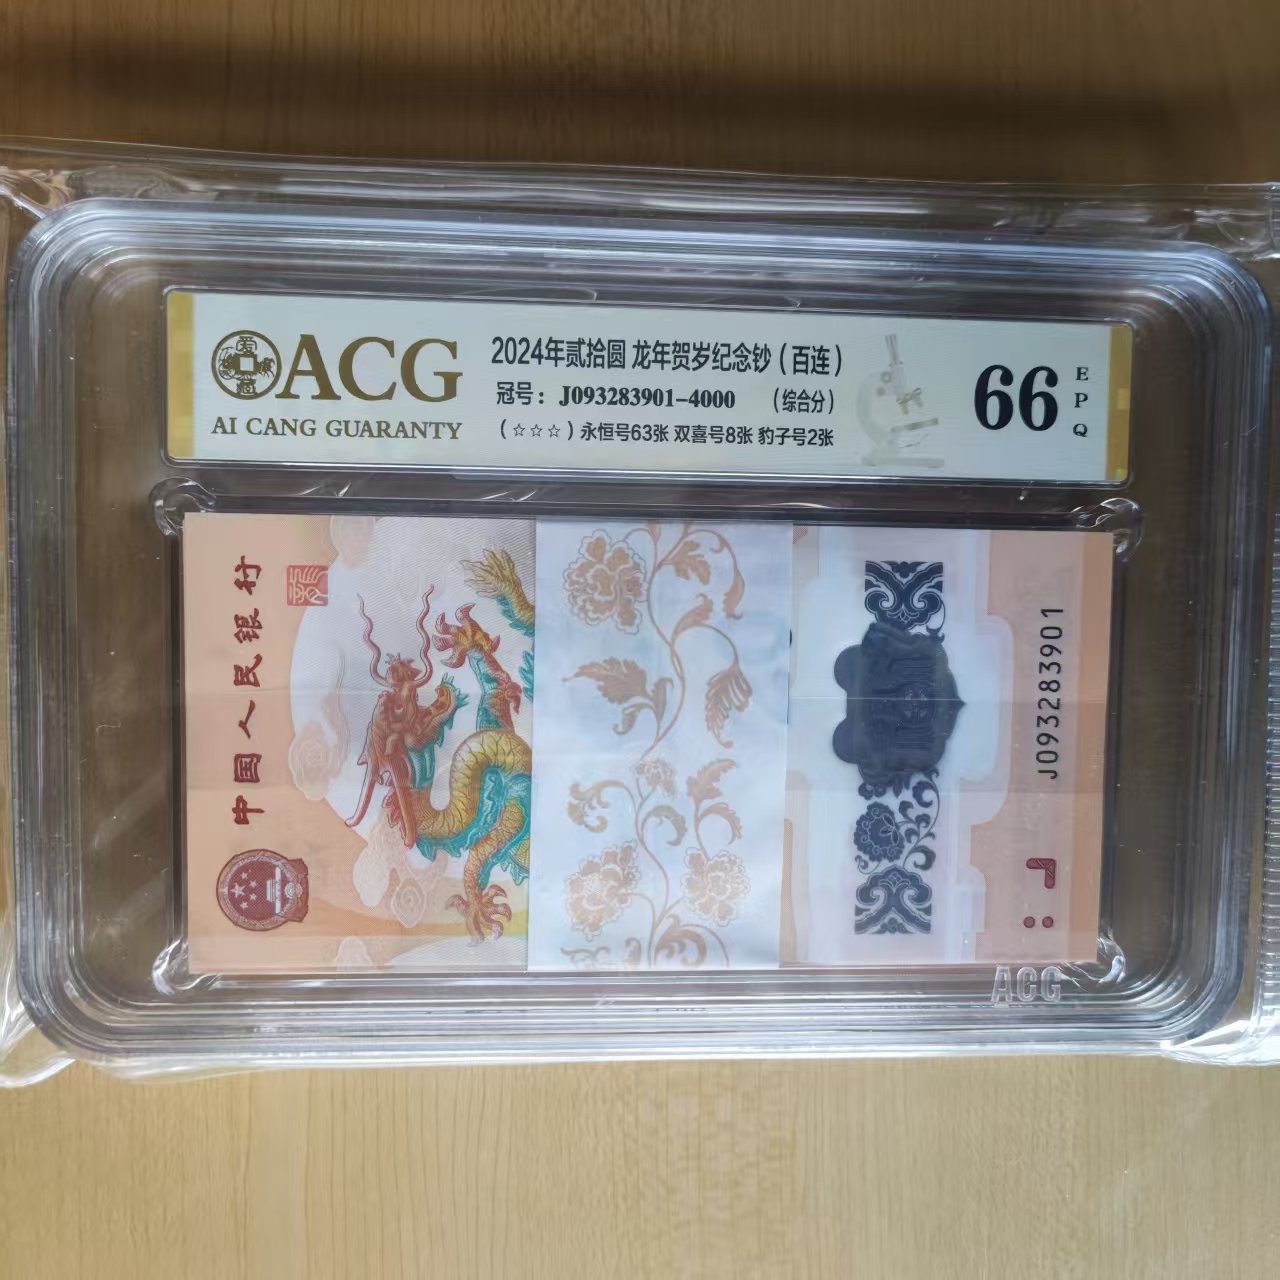 爱藏
ACG
AI CANG GUARANTY
2024年贰拾圆 龙年贺岁纪念钞（百连）
冠号：J093283901-4000 （综合分）
（☆☆☆）永恒号63张 双喜号8张 豹子号2张
66
EPQ
中国人民银行
J093283901
ACG